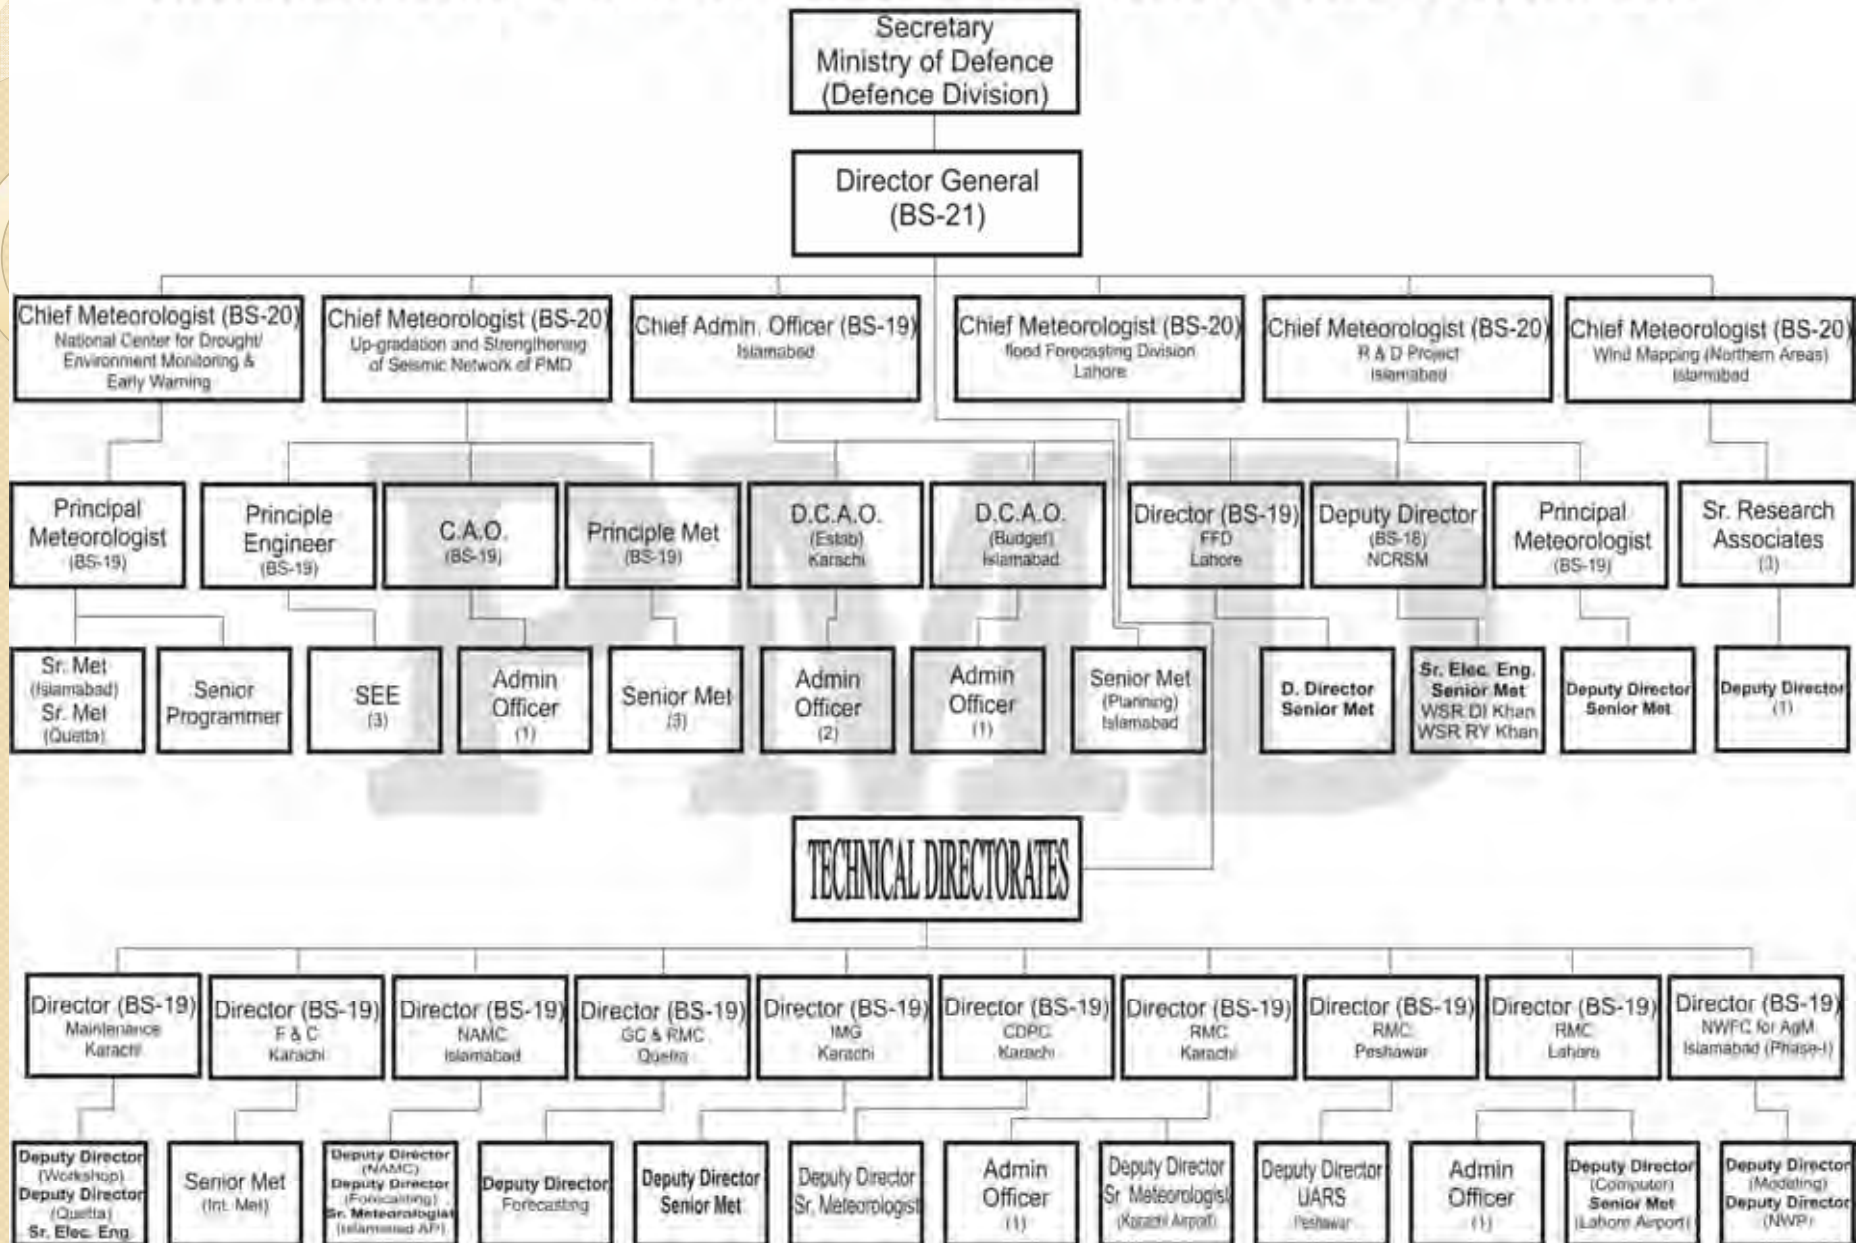 Secretary
Ministry of Defence
(Defence Division)
Director General
(BS-21)
Chief Meteorologist (BS-20)
National Center for Drought/
Environment Monitoring &
Early Warning
Chief Meteorologist (BS-20)
Up-gradation and Strengthening
of Seismic Network of PMD
Chief Admin. Officer (BS-19)
Islamabad
Chief Meteorologist (BS-20)
flood Forecasting Division
Lahore
Chief Meteorologist (BS-20)
R & D Project
Islamabad
Chief Meteorologist (BS-20)
Wind Mapping (Northern Areas)
Islamabad
Principal
Meteorologist
(BS-19)
Principle
Engineer
(BS-19)
C.A.O.
(BS-19)
Principle Met
(BS-19)
D.C.A.O.
(Estab)
Karachi
D.C.A.O.
(Budget)
Islamabad
Director (BS-19)
FFD
Lahore
Deputy Director
(BS-18)
NCRSM
Principal
Meteorologist
(BS-19)
Sr. Research
Associates
(3)
Sr. Met
(Islamabad)
Sr. Met
(Quetta)
Senior
Programmer
SEE
(3)
Admin
Officer
(1)
Senior Met
(3)
Admin
Officer
(2)
Admin
Officer
(1)
Senior Met
(Planning)
Islamabad
D. Director
Senior Met
Sr. Elec. Eng.
Senior Met
WSR DI Khan
WSR RY Khan
Deputy Director
Senior Met
Deputy Director
(1)
PMD
TECHNICAL DIRECTORATES
Director (BS-19)
Maintenance
Karachi
Director (BS-19)
F & C
Karachi
Director (BS-19)
NAMC
Islamabad
Director (BS-19)
GC & RMC
Quetta
Director (BS-19)
IMG
Karachi
Director (BS-19)
CDPC
Karachi
Director (BS-19)
RMC
Karachi
Director (BS-19)
RMC
Peshawar
Director (BS-19)
RMC
Lahore
Director (BS-19)
NWFC for AgM
Islamabad (Phase-I)
Deputy Director
(Workshop)
Deputy Director
(Quetta)
Sr. Elec. Eng
Senior Met
(Int. Met)
Deputy Director
(NAMC)
Deputy Director
(Forecasting)
Sr. Meteorologist
(Islamabad AP)
Deputy Director
Forecasting
Deputy Director
Senior Met
Deputy Director
Sr. Meteorologist
Admin
Officer
(1)
Deputy Director
Sr Meteorologist
(Karachi Airport)
Deputy Director
UARS
Peshawar
Admin
Officer
(1)
Deputy Director
(Computer)
Senior Met
(Lahore Airport)
Deputy Director
(Modeling)
Deputy Director
(NWP)